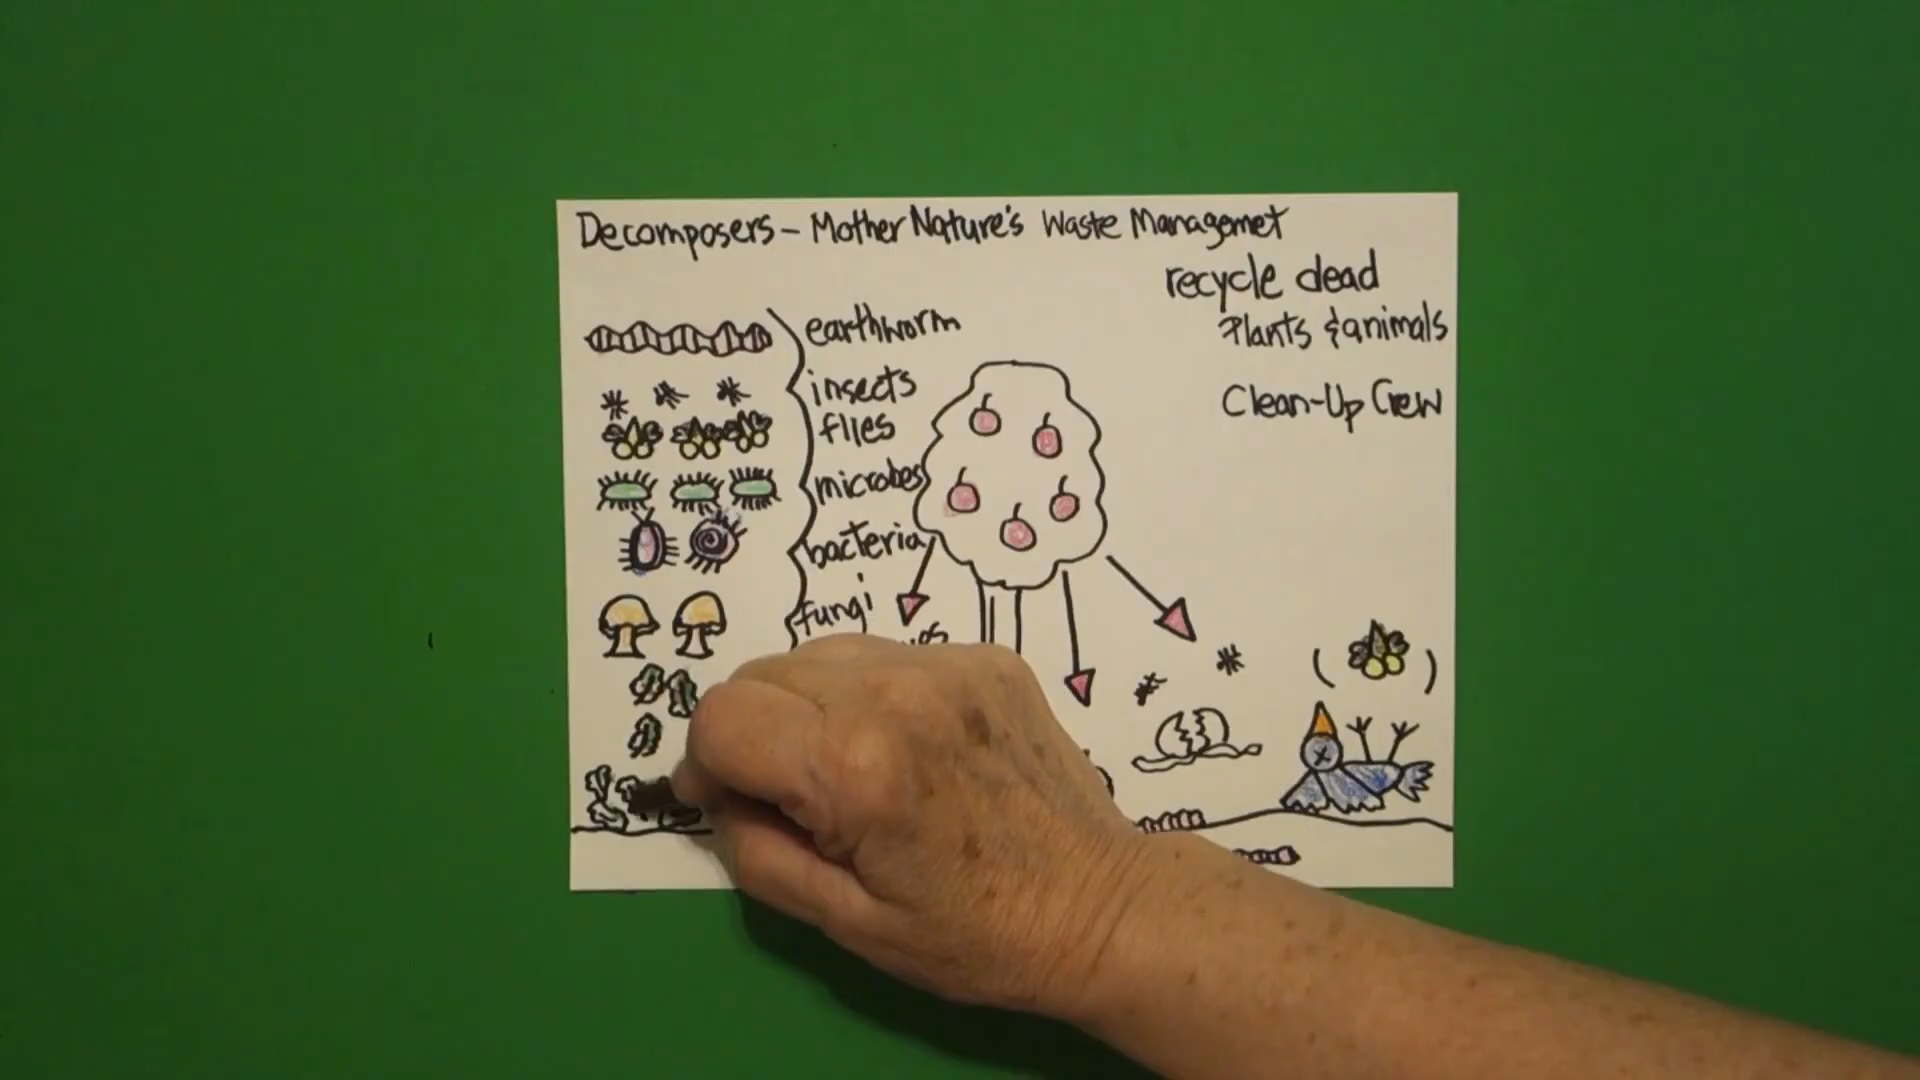 Decomposers - Mother Nature's Waste Managemet
recycle dead
Plants & animals
Clean-Up Crew
earthworm
insects
flies
microbes
bacteria
fungi